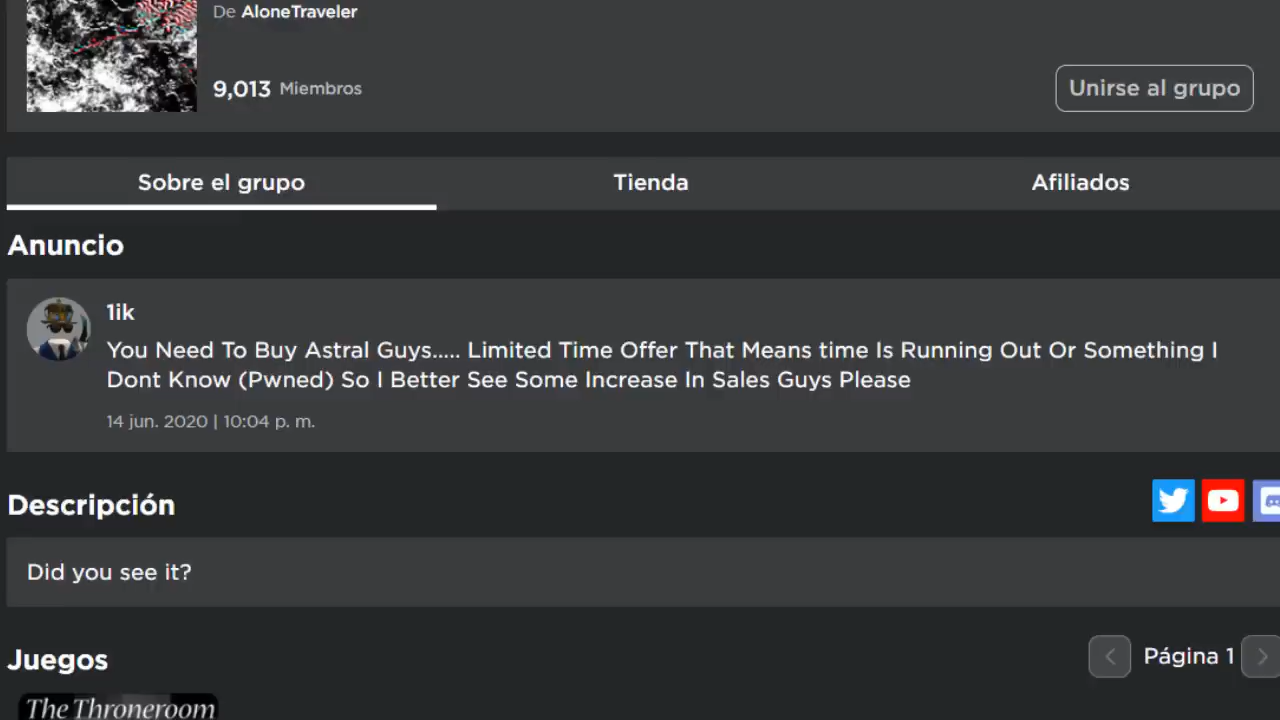 De AloneTraveler
9,013 Miembros
Unirse al grupo
Sobre el grupo
Tienda
Afiliados
Anuncio
1ik
You Need To Buy Astral Guys..... Limited Time Offer That Means time Is Running Out Or Something I
Dont Know (Pwned) So I Better See Some Increase In Sales Guys Please
14 jun. 2020 | 10:04 p. m.
Descripción
Did you see it?
Juegos
Página 1
The Throneroom